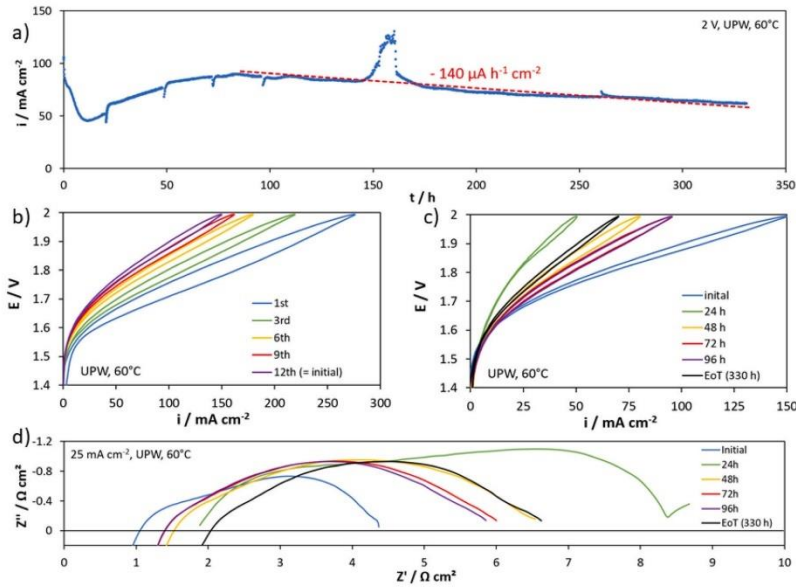 a)
2 V, UPW, 60°C
- 140 µA h⁻¹ cm⁻²
i / mA cm⁻²
150
100
50
0
0 50 100 150 200 250 300 350
t / h
b)
E / V
2
1.9
1.8
1.7
1.6
1.5
1.4
1st
3rd
6th
9th
12th (= initial)
UPW, 60°C
0 50 100 150 200 250 300
i / mA cm⁻²
c)
E / V
2
1.9
1.8
1.7
1.6
1.5
1.4
inital
24 h
48 h
72 h
96 h
EoT (330 h)
UPW, 60°C
0 25 50 75 100 125 150
i / mA cm⁻²
d)
25 mA cm⁻², UPW, 60°C
Z'' / Ω cm²
-1.2
-0.8
-0.4
0
Initial
24h
48h
72h
96h
EoT (330 h)
0 1 2 3 4 5 6 7 8 9 10
Z' / Ω cm²